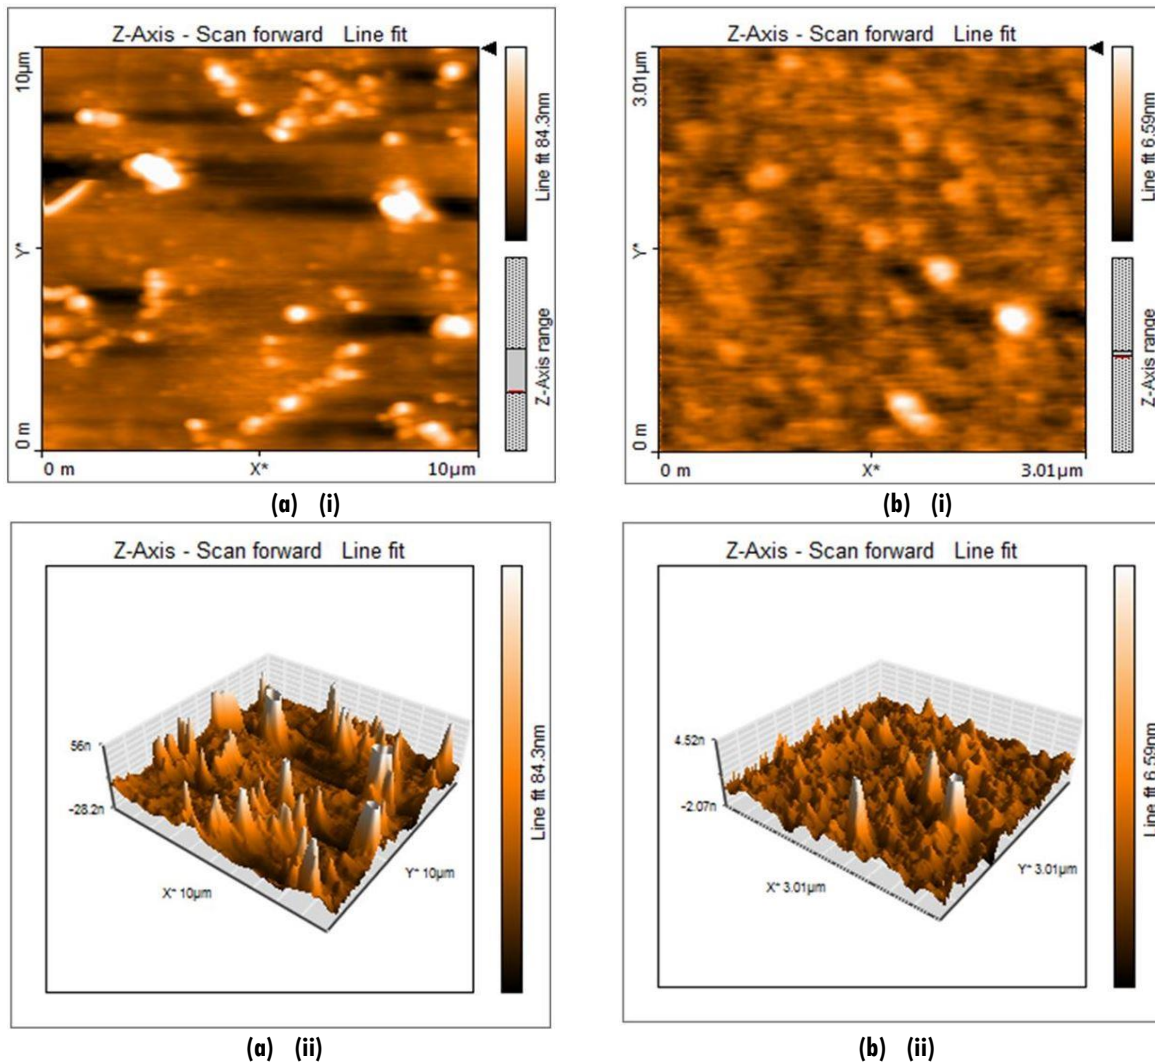 Z-Axis - Scan forward Line fit
10µm
Y*
0 m
0 m X* 10µm
Line fit 84.3nm
Z-Axis range
(a) (i)
Z-Axis - Scan forward Line fit
3.01µm
Y*
0 m
0 m X* 3.01µm
Line fit 6.59nm
Z-Axis range
(b) (i)
Z-Axis - Scan forward Line fit
56n
-28.2n
X* 10µm
Y* 10µm
Line fit 84.3nm
(a) (ii)
Z-Axis - Scan forward Line fit
4.52n
-2.07n
X* 3.01µm
Y* 3.01µm
Line fit 6.59nm
(b) (ii)